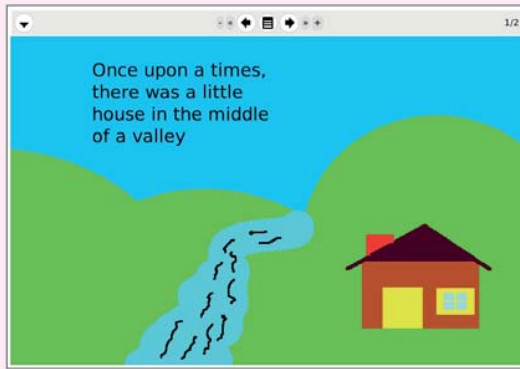 1/2
Once upon a times,
there was a little
house in the middle
of a valley